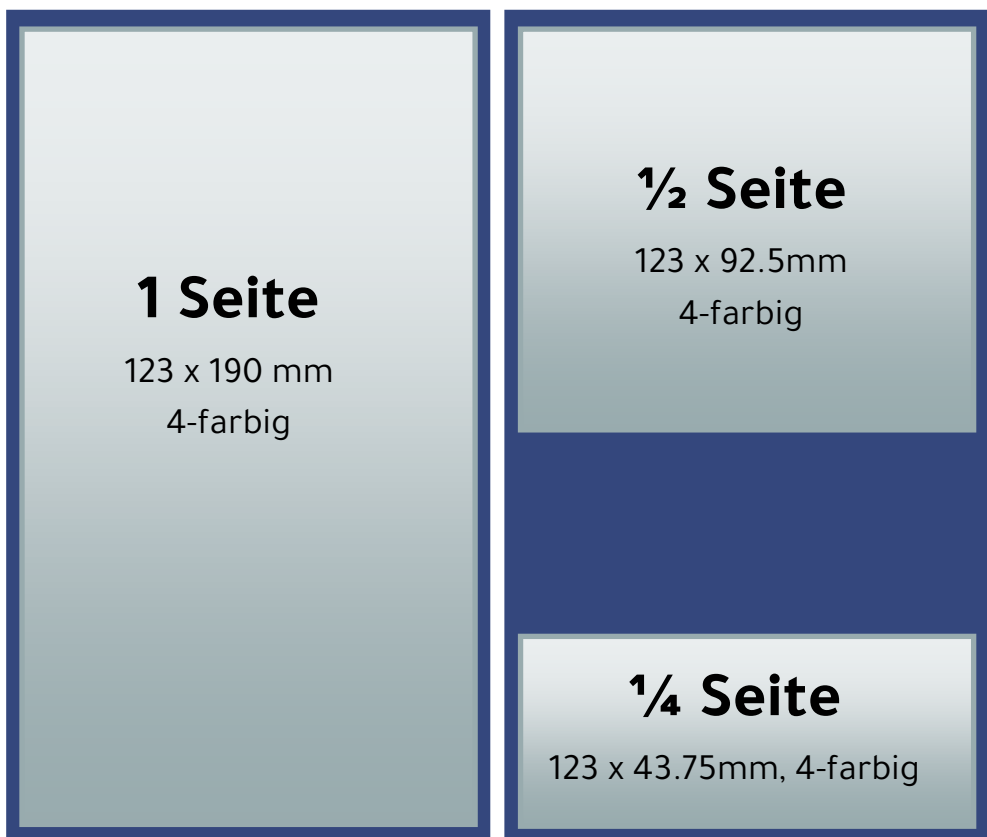 1 Seite
123 x 190 mm
4-farbig
½ Seite
123 x 92.5mm
4-farbig
¼ Seite
123 x 43.75mm, 4-farbig